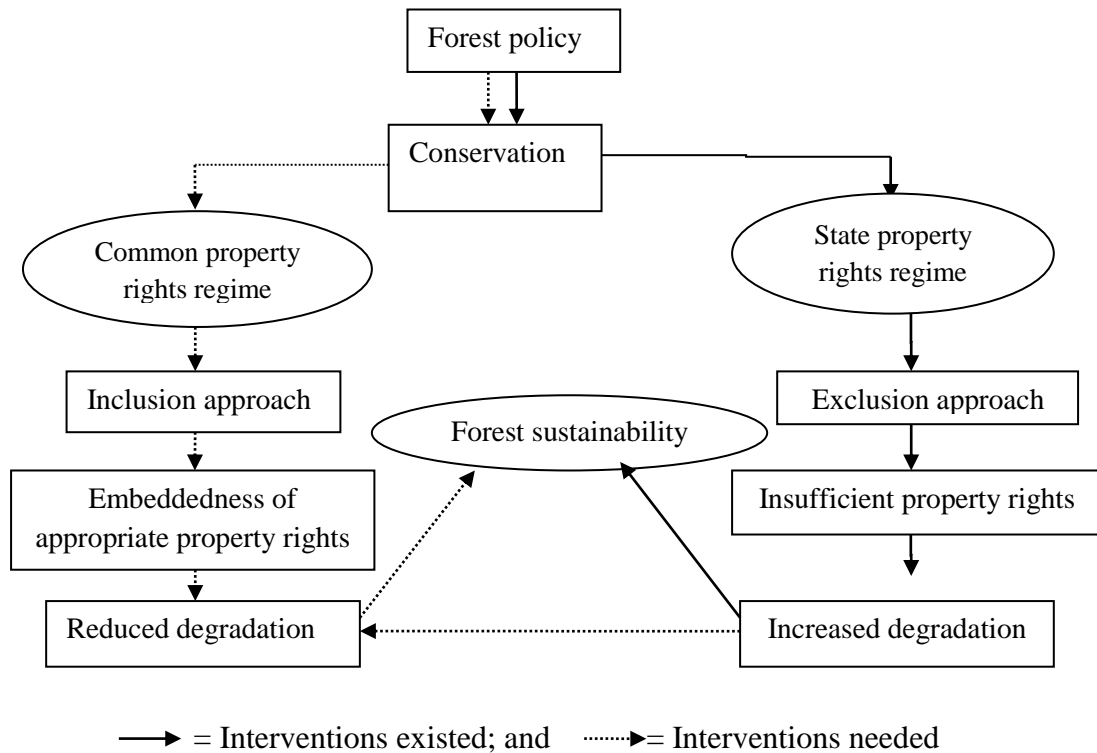 Forest policy
Conservation
Common property
rights regime
State property
rights regime
Inclusion approach
Exclusion approach
Forest sustainability
Embeddedness of
appropriate property rights
Insufficient property rights
Reduced degradation
Increased degradation
= Interventions existed; and = Interventions needed